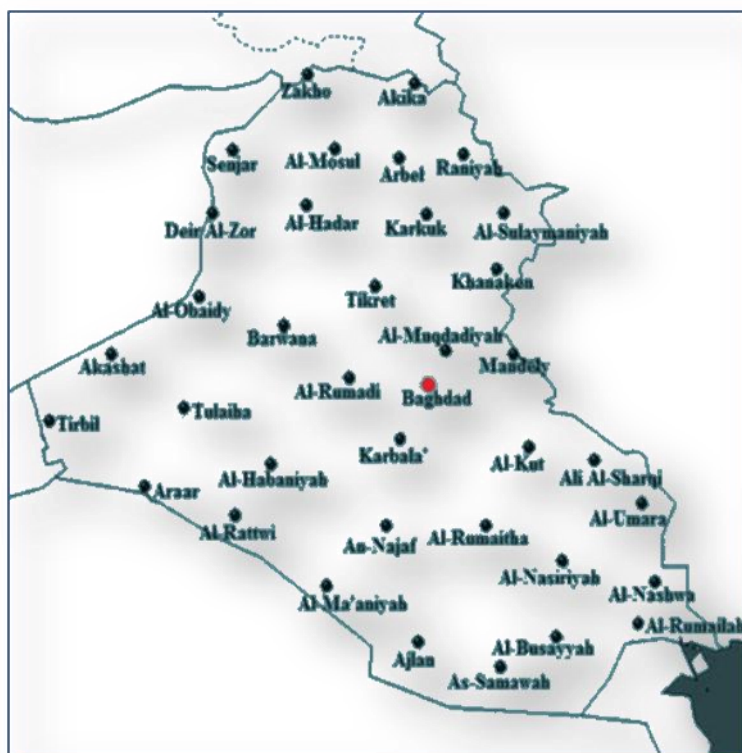 Zakho
Akika
Senjar
Al-Mosul
Arbel
Raniyah
Deir Al-Zor
Al-Hadar
Karkuk
Al-Sulaymaniyah
Khanaken
Al-Obaidy
Tikret
Barwana
Al-Muqdadiyah
Akashat
Mandely
Al-Rumadi
Baghdad
Tirbil
Tulaiha
Karbala'
Al-Kut
Ali Al-Sharqi
Al-Habaniyah
Araar
Al-Umara
Al-Rattwi
An-Najaf
Al-Rumaitha
Al-Nasiriyah
Al-Nashwa
Al-Ma'aniyah
Al-Rumailah
Al-Busayyah
Ajlan
As-Samawah